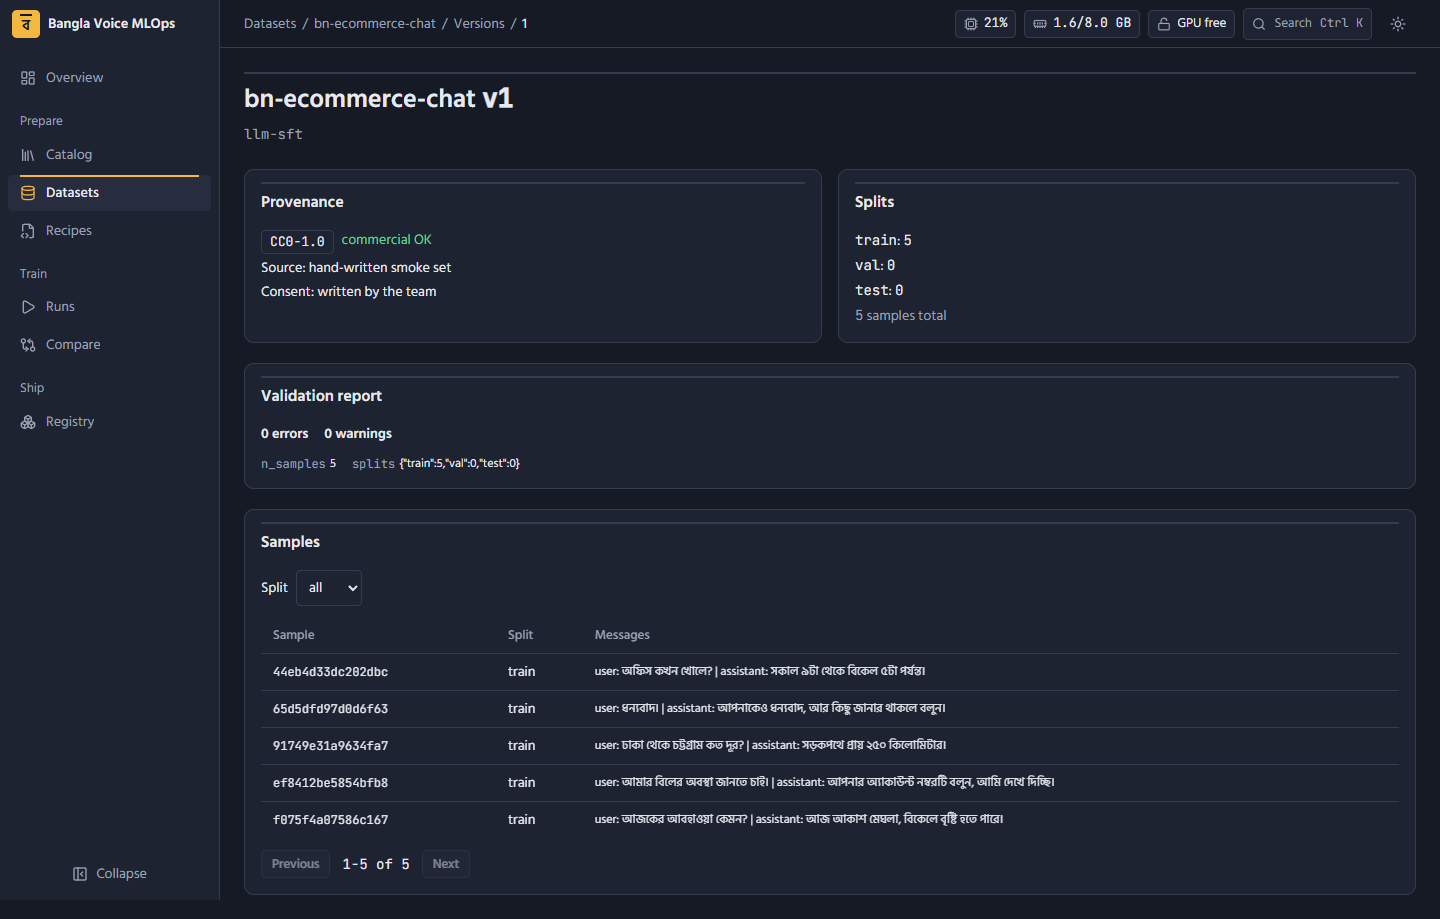 ব Bangla Voice MLOps
Datasets / bn-ecommerce-chat / Versions / 1
21%
1.6/8.0 GB
GPU free
Search Ctrl K
Overview
Prepare
Catalog
Datasets
Recipes
Train
Runs
Compare
Ship
Registry
Collapse
bn-ecommerce-chat v1
llm-sft
Provenance
CC0-1.0 commercial OK
Source: hand-written smoke set
Consent: written by the team
Splits
train: 5
val: 0
test: 0
5 samples total
Validation report
0 errors 0 warnings
n_samples 5 splits {"train":5,"val":0,"test":0}
Samples
Split all
Sample Split Messages
44eb4d33dc202dbc train user: অফিস কখন খোলে? | assistant: সকাল ৯টা থেকে বিকেল ৫টা পর্যন্ত।
65d5dfd97d0d6f63 train user: ধন্যবাদ। | assistant: আপনাকেও ধন্যবাদ, আর কিছু জানার থাকলে বলুন।
91749e31a9634fa7 train user: ঢাকা থেকে চট্টগ্রাম কত দূর? | assistant: সড়কপথে প্রায় ২৫০ কিলোমিটার।
ef8412be5854bfb8 train user: আমার বিলের অবস্থা জানতে চাই। | assistant: আপনার অ্যাকাউন্ট নম্বরটি বলুন, আমি দেখে দিচ্ছি।
f075f4a07586c167 train user: আজকের আবহাওয়া কেমন? | assistant: আজ আকাশ মেঘলা, বিকেলে বৃষ্টি হতে পারে।
Previous 1-5 of 5 Next